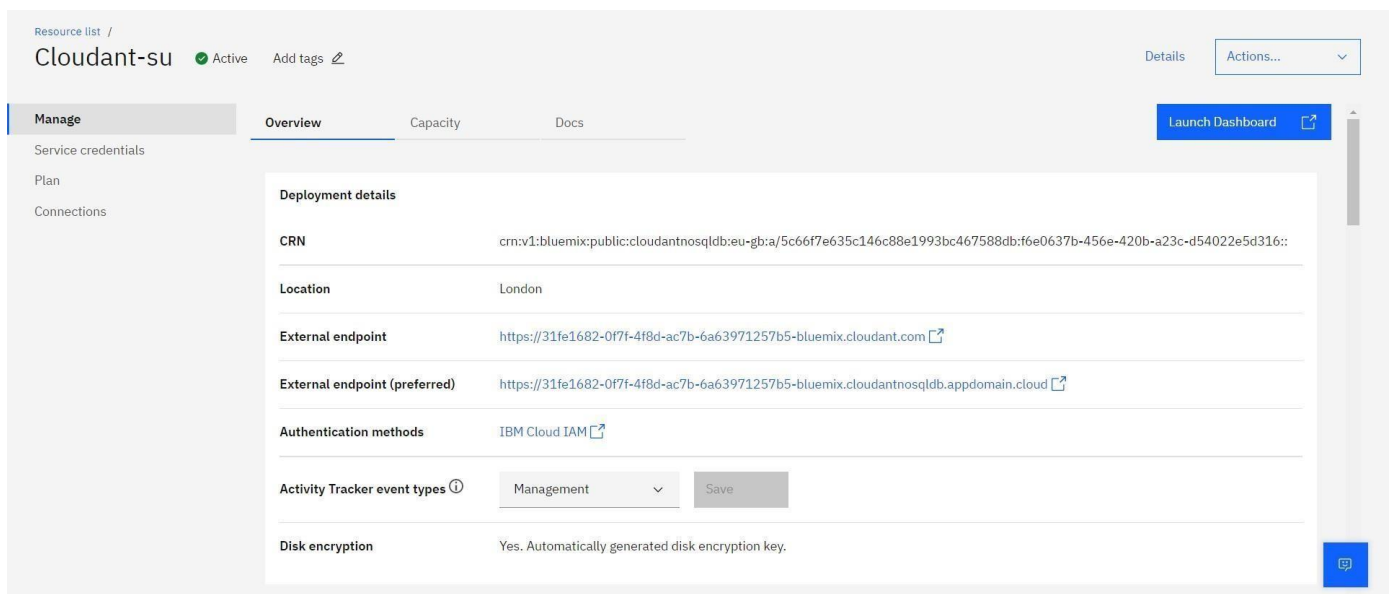 Resource list /
Cloudant-su Active Add tags Details Actions...
Manage Overview Capacity Docs Launch Dashboard
Service credentials
Plan
Connections
Deployment details
CRN crn:v1:bluemix:public:cloudantnosqldb:eu-gb:a/5c66f7e635c146c88e1993bc467588db:f6e0637b-456e-420b-a23c-d54022e5d316::
Location London
External endpoint https://31fe1682-0f7f-4f8d-ac7b-6a63971257b5-bluemix.cloudant.com
External endpoint (preferred) https://31fe1682-0f7f-4f8d-ac7b-6a63971257b5-bluemix.cloudantnosqldb.appdomain.cloud
Authentication methods IBM Cloud IAM
Activity Tracker event types Management Save
Disk encryption Yes. Automatically generated disk encryption key.